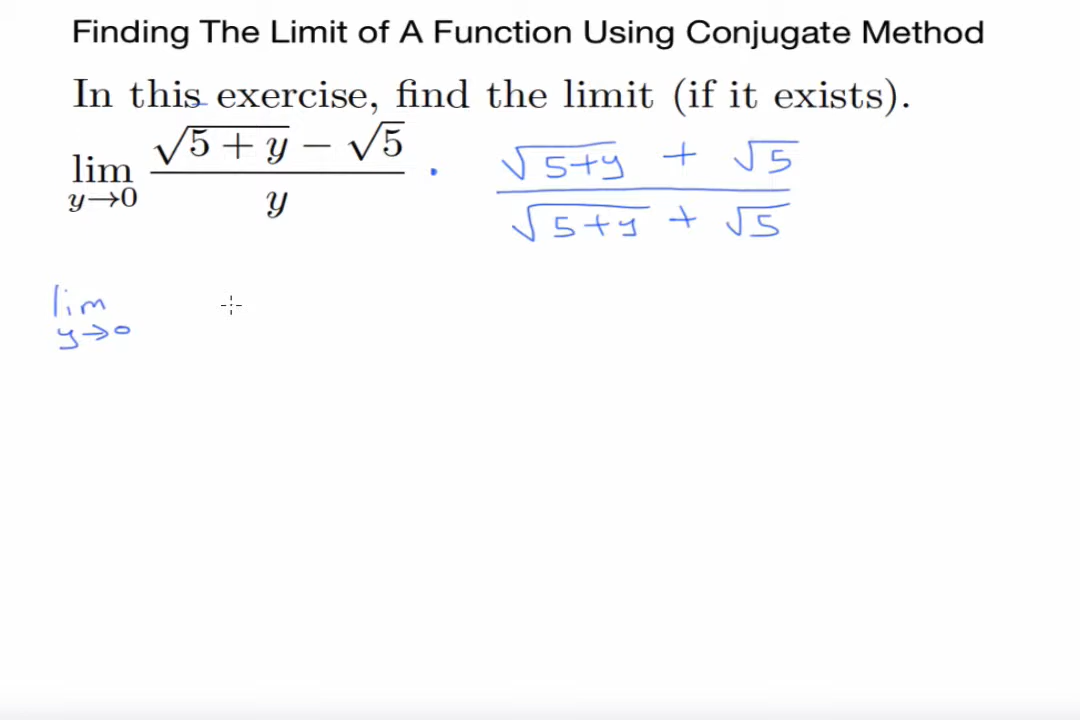 Finding The Limit of A Function Using Conjugate Method
In this exercise, find the limit (if it exists).
lim y→0 (√(5 + y) − √5) / y · (√(5+y) + √5) / (√(5+y) + √5)
lim y→0